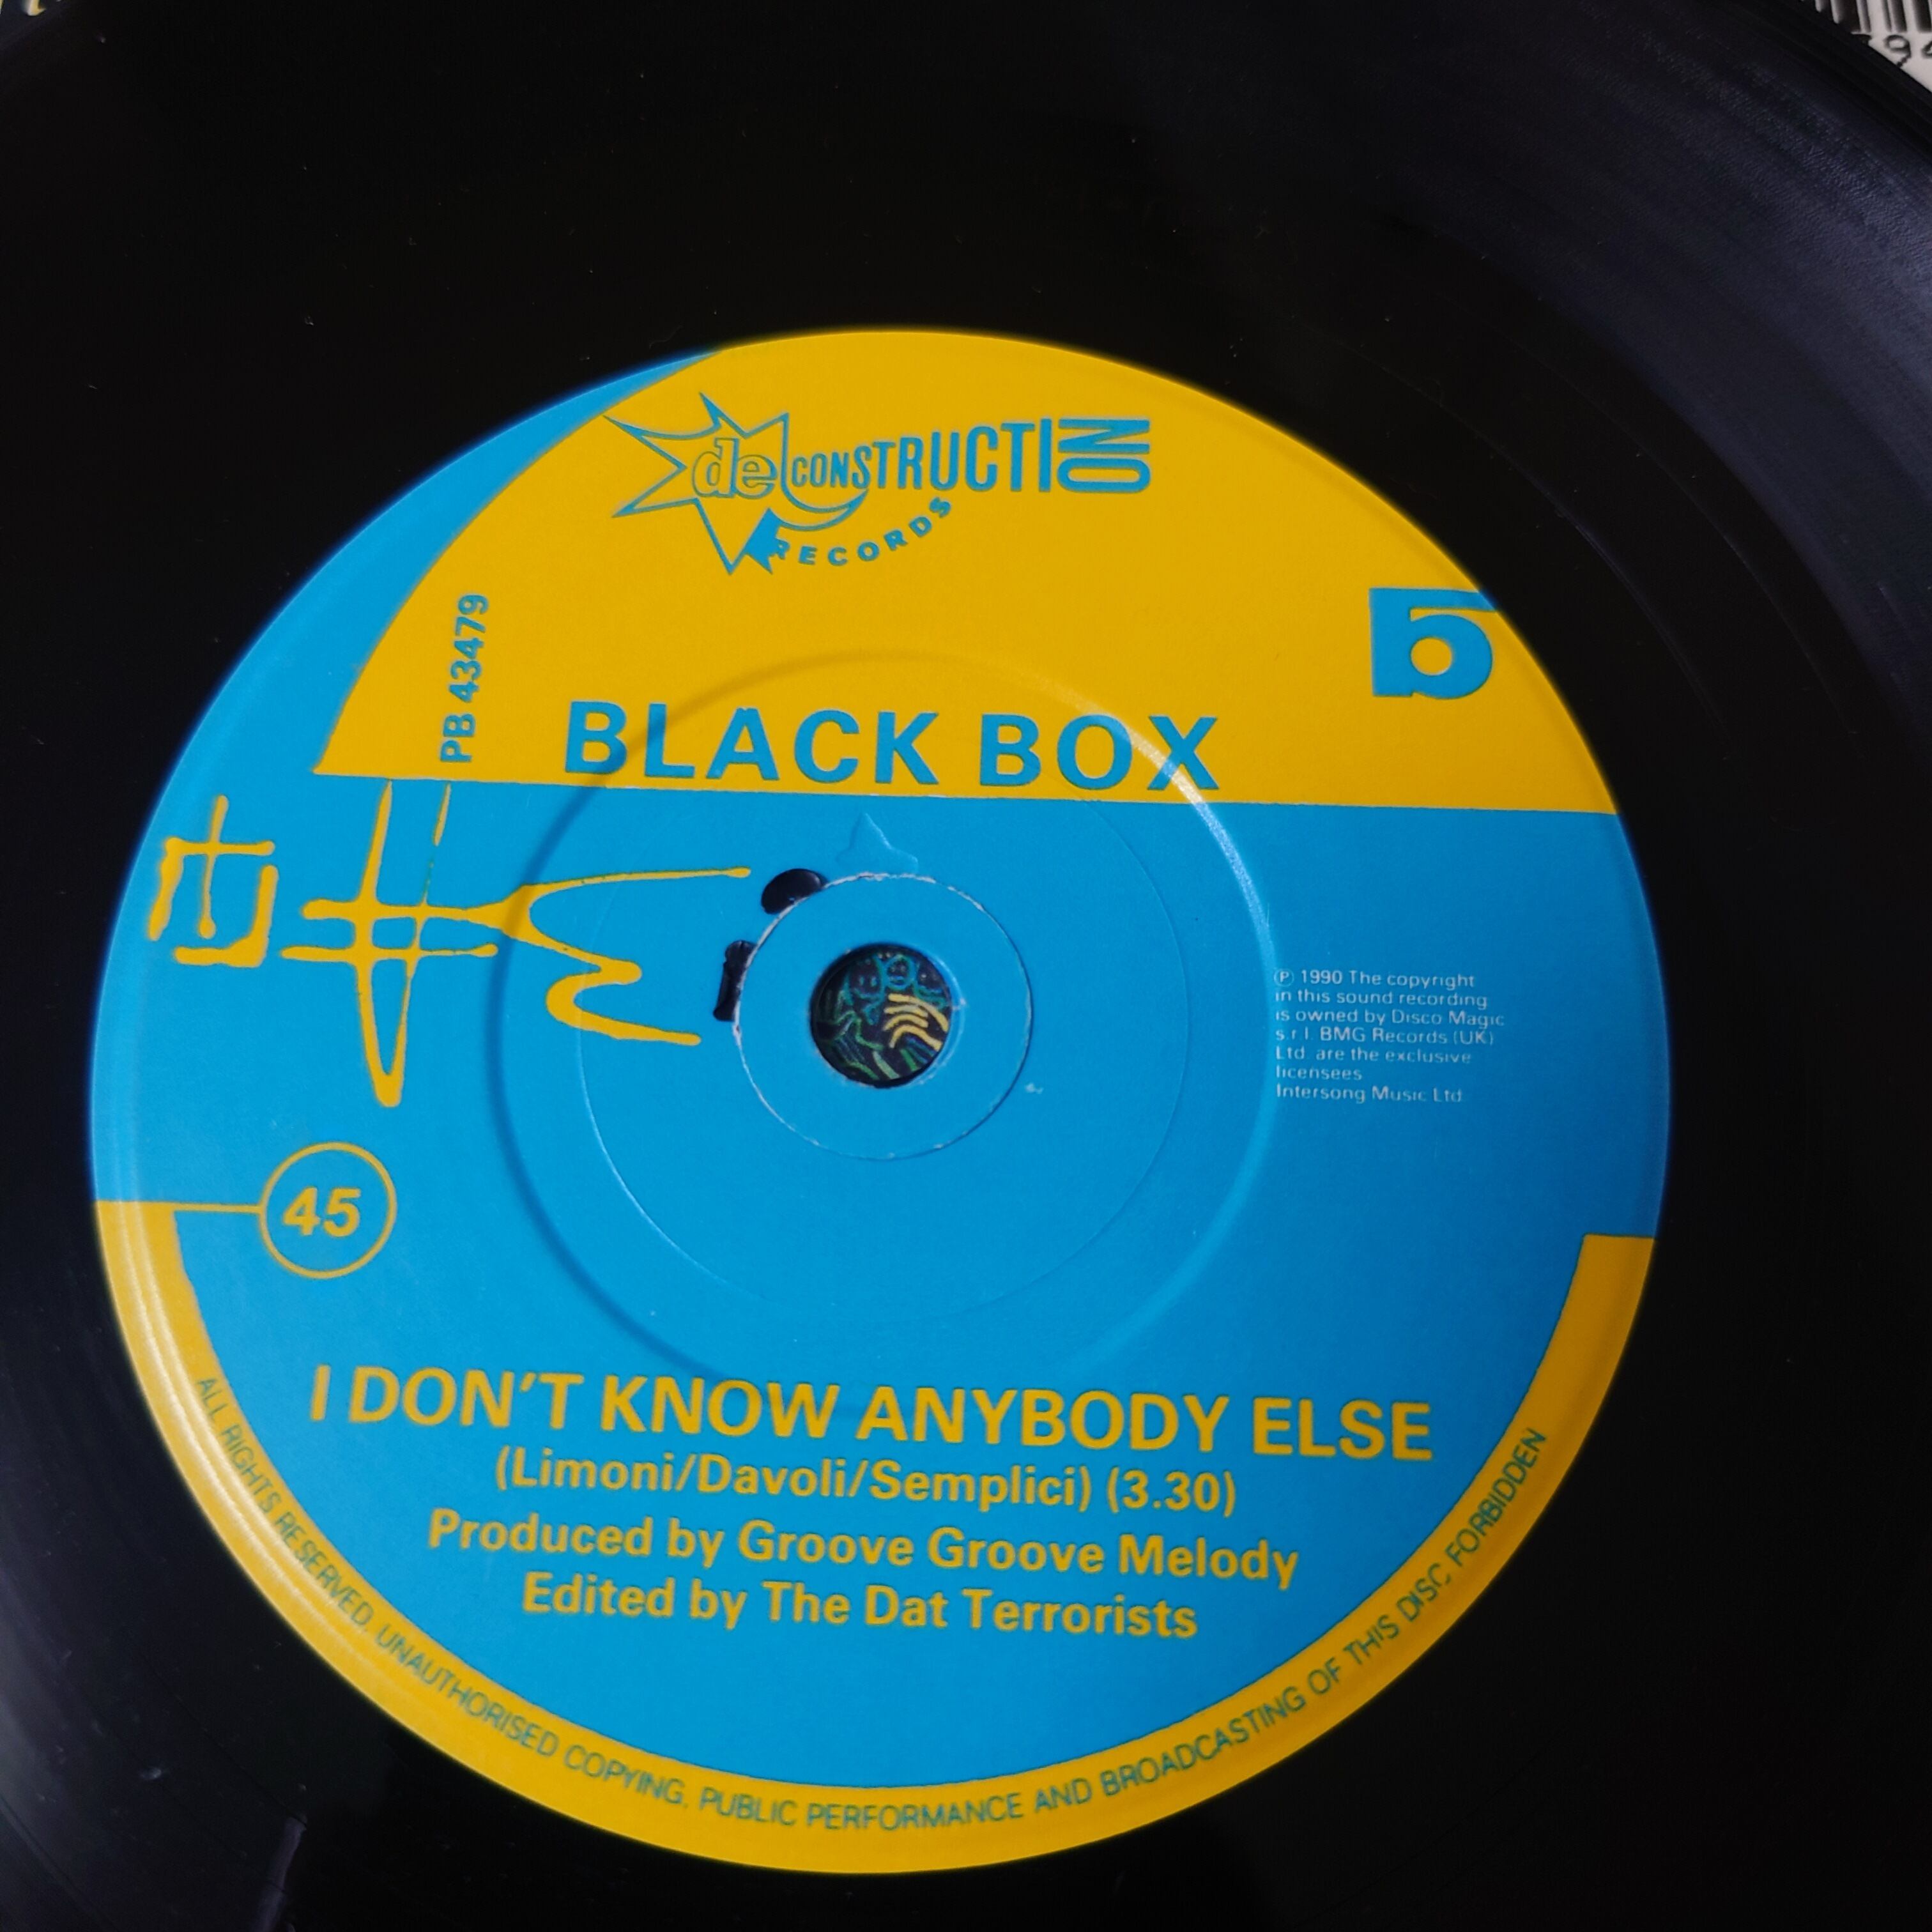 deCONSTRUCTION
RECORDS
PB 43479
BLACK BOX
℗ 1990 The copyright
in this sound recording
is owned by Disco Magic
s.r.l. BMG Records (UK)
Ltd. are the exclusive
licensees
Intersong Music Ltd
45
I DON'T KNOW ANYBODY ELSE
(Limoni/Davoli/Semplici) (3.30)
Produced by Groove Groove Melody
Edited by The Dat Terrorists
ALL RIGHTS RESERVED. UNAUTHORISED COPYING, PUBLIC PERFORMANCE AND BROADCASTING OF THIS DISC FORBIDDEN